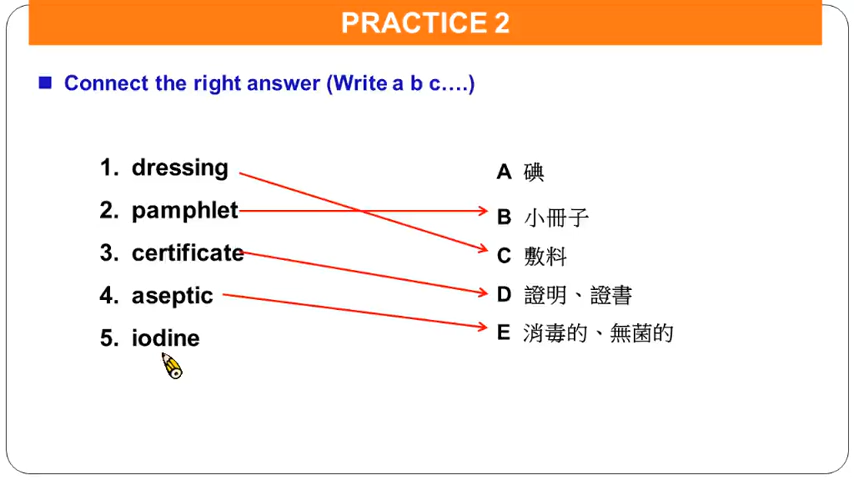 PRACTICE 2
Connect the right answer (Write a b c….)
1. dressing
2. pamphlet
3. certificate
4. aseptic
5. iodine
A 碘
B 小冊子
C 敷料
D 證明、證書
E 消毒的、無菌的